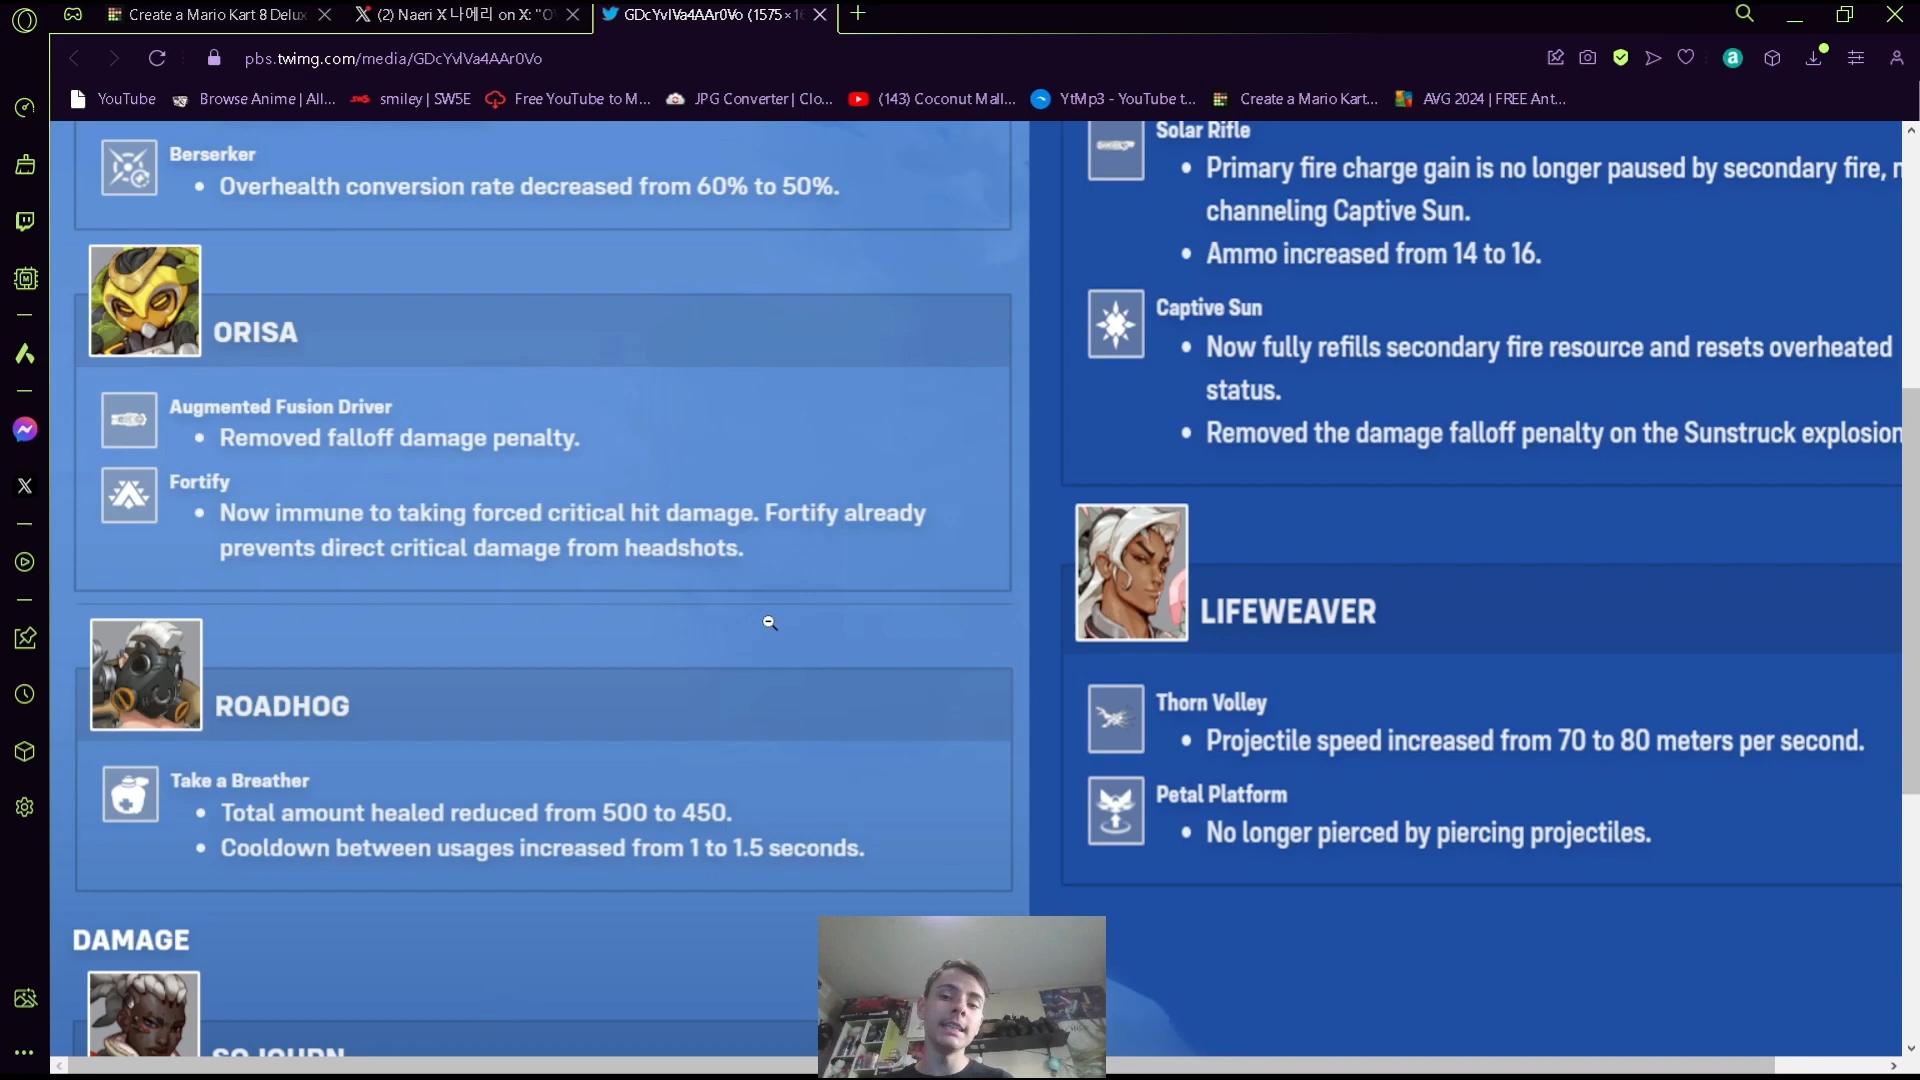 Create a Mario Kart 8 Delux
(2) Naeri X 나에리 on X: "O
GDcYvlVa4AAr0Vo (1575×1
pbs.twimg.com/media/GDcYvlVa4AAr0Vo
YouTube
Browse Anime | All...
smiley | SW5E
Free YouTube to M...
JPG Converter | Clo...
(143) Coconut Mall...
YtMp3 - YouTube t...
Create a Mario Kart...
AVG 2024 | FREE Ant...
Berserker
• Overhealth conversion rate decreased from 60% to 50%.
ORISA
Augmented Fusion Driver
• Removed falloff damage penalty.
Fortify
• Now immune to taking forced critical hit damage. Fortify already
prevents direct critical damage from headshots.
ROADHOG
Take a Breather
• Total amount healed reduced from 500 to 450.
• Cooldown between usages increased from 1 to 1.5 seconds.
DAMAGE
SOJOURN
Solar Rifle
• Primary fire charge gain is no longer paused by secondary fire,
channeling Captive Sun.
• Ammo increased from 14 to 16.
Captive Sun
• Now fully refills secondary fire resource and resets overheated
status.
• Removed the damage falloff penalty on the Sunstruck explosion
LIFEWEAVER
Thorn Volley
• Projectile speed increased from 70 to 80 meters per second.
Petal Platform
• No longer pierced by piercing projectiles.